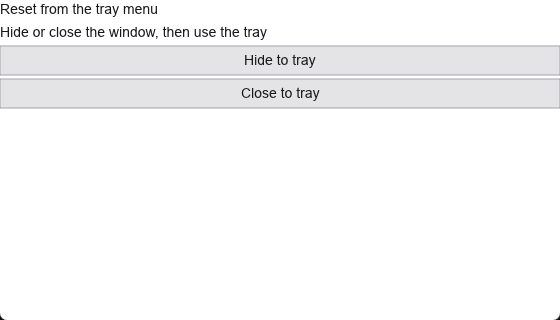 Reset from the tray menu
Hide or close the window, then use the tray
Hide to tray
Close to tray